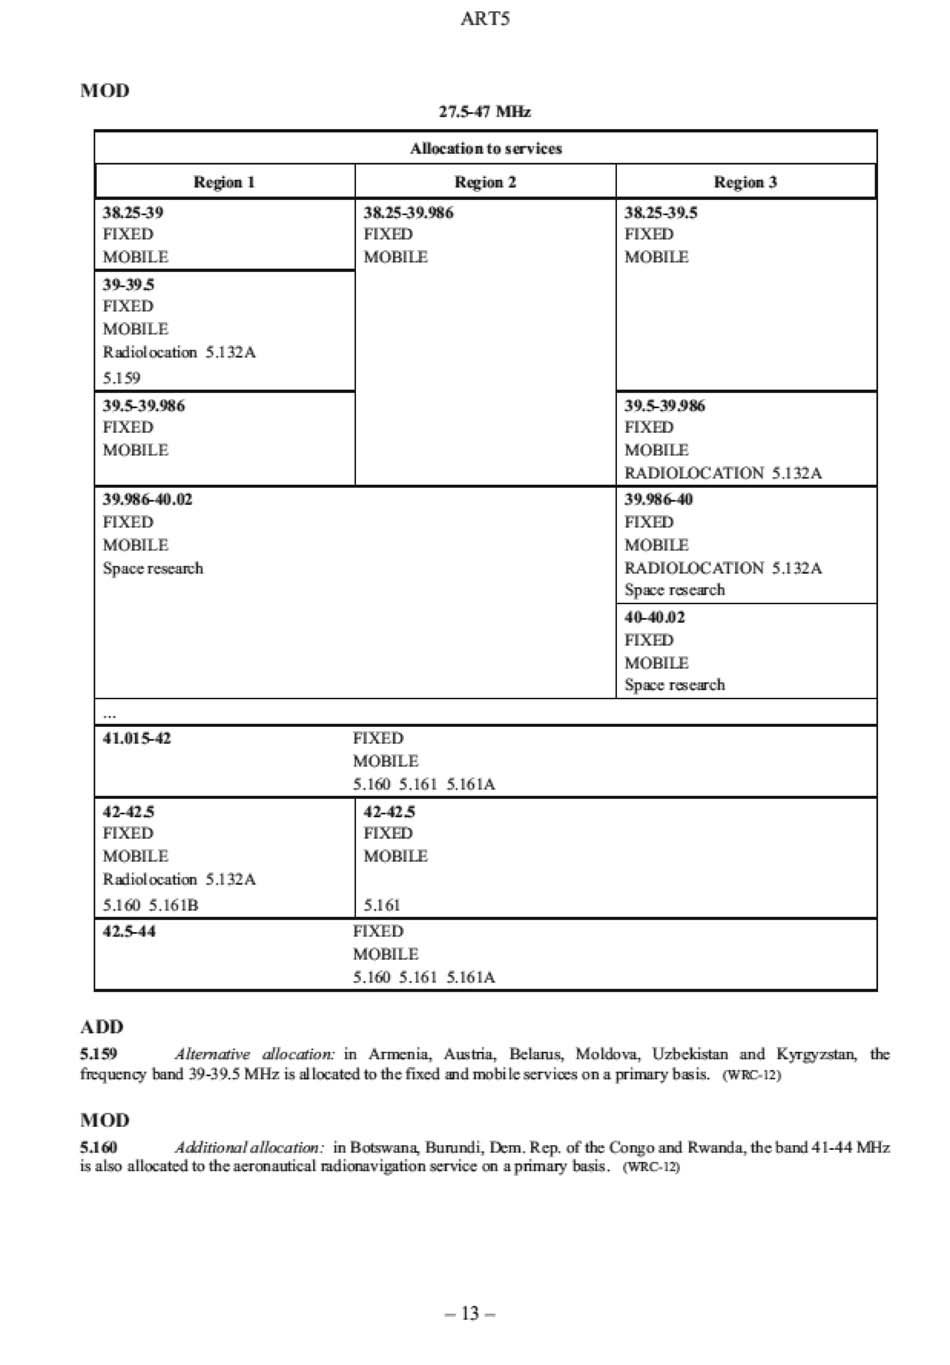 ART5
MOD
27.5-47 MHz
Allocation to services
Region 1
Region 2
Region 3
38.25-39
FIXED
MOBILE
38.25-39.986
FIXED
MOBILE
38.25-39.5
FIXED
MOBILE
39-39.5
FIXED
MOBILE
Radiolocation 5.132A
5.159
39.5-39.986
FIXED
MOBILE
39.5-39.986
FIXED
MOBILE
RADIOLOCATION 5.132A
39.986-40.02
FIXED
MOBILE
Space research
39.986-40
FIXED
MOBILE
RADIOLOCATION 5.132A
Space research
40-40.02
FIXED
MOBILE
Space research
...
41.015-42 FIXED
MOBILE
5.160 5.161 5.161A
42-42.5
FIXED
MOBILE
Radiolocation 5.132A
5.160 5.161B
42-42.5
FIXED
MOBILE
5.161
42.5-44 FIXED
MOBILE
5.160 5.161 5.161A
ADD
5.159 Alternative allocation: in Armenia, Austria, Belarus, Moldova, Uzbekistan and Kyrgyzstan, the
frequency band 39-39.5 MHz is allocated to the fixed and mobile services on a primary basis. (WRC-12)
MOD
5.160 Additional allocation: in Botswana, Burundi, Dem. Rep. of the Congo and Rwanda, the band 41-44 MHz
is also allocated to the aeronautical radionavigation service on a primary basis. (WRC-12)
– 13 –